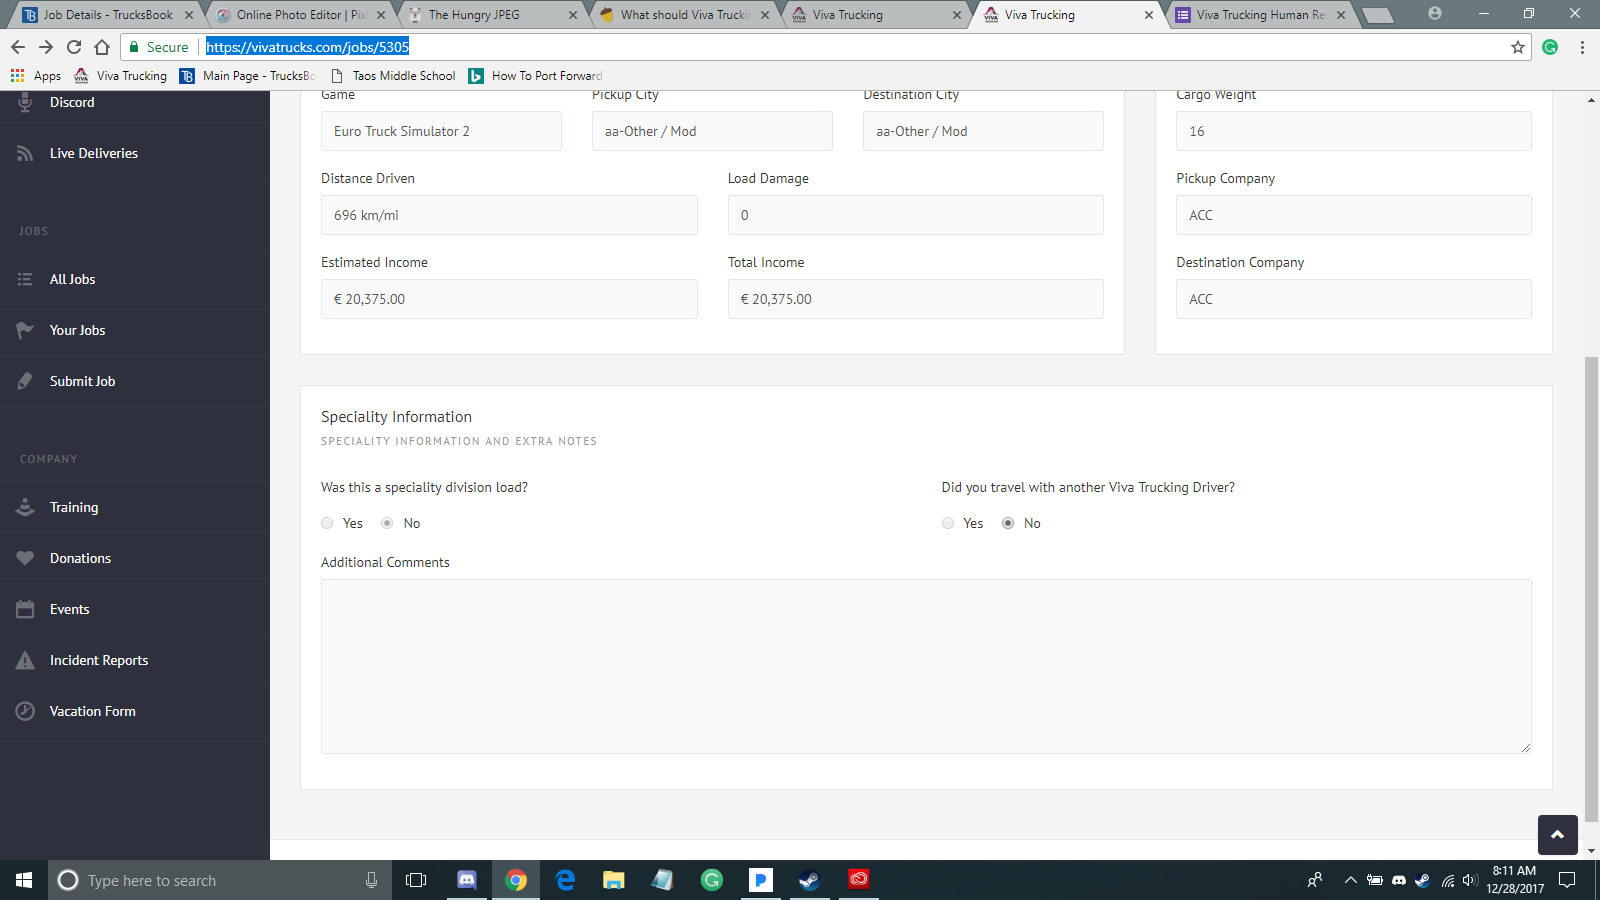 Job Details - TrucksBook
Online Photo Editor | Pix
The Hungry JPEG
What should Viva Truckin
Viva Trucking
Viva Trucking
Viva Trucking Human Re
Secure
https://vivatrucks.com/jobs/5305
Apps
Viva Trucking
Main Page - TrucksBo
Taos Middle School
How To Port Forward
Discord
Live Deliveries
JOBS
All Jobs
Your Jobs
Submit Job
COMPANY
Training
Donations
Events
Incident Reports
Vacation Form
Game
Pickup City
Destination City
Euro Truck Simulator 2
aa-Other / Mod
aa-Other / Mod
Distance Driven
Load Damage
696 km/mi
0
Estimated Income
Total Income
€ 20,375.00
€ 20,375.00
Cargo Weight
16
Pickup Company
ACC
Destination Company
ACC
Speciality Information
SPECIALITY INFORMATION AND EXTRA NOTES
Was this a speciality division load?
Yes
No
Did you travel with another Viva Trucking Driver?
Yes
No
Additional Comments
Type here to search
8:11 AM
12/28/2017